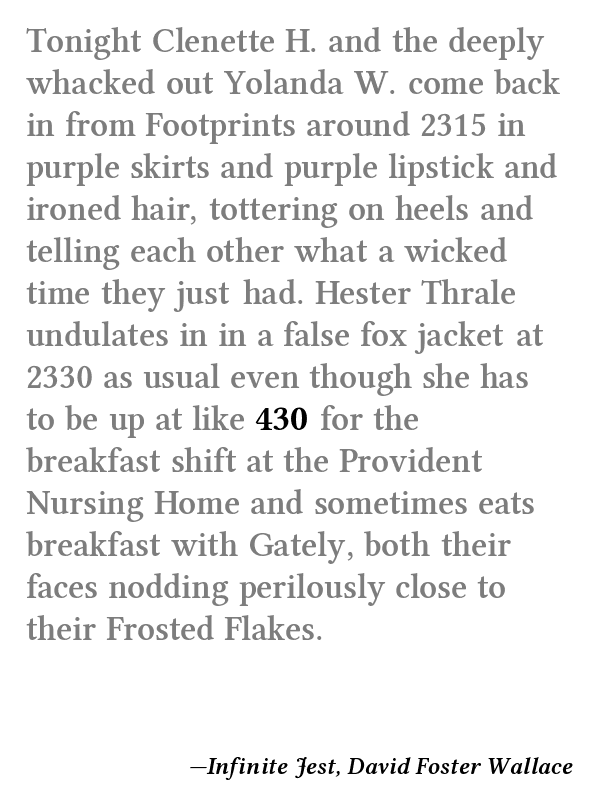 Tonight Clenette H. and the deeply
whacked out Yolanda W. come back
in from Footprints around 2315 in
purple skirts and purple lipstick and
ironed hair, tottering on heels and
telling each other what a wicked
time they just had. Hester Thrale
undulates in in a false fox jacket at
2330 as usual even though she has
to be up at like 430 for the
breakfast shift at the Provident
Nursing Home and sometimes eats
breakfast with Gately, both their
faces nodding perilously close to
their Frosted Flakes.
—Infinite Jest, David Foster Wallace